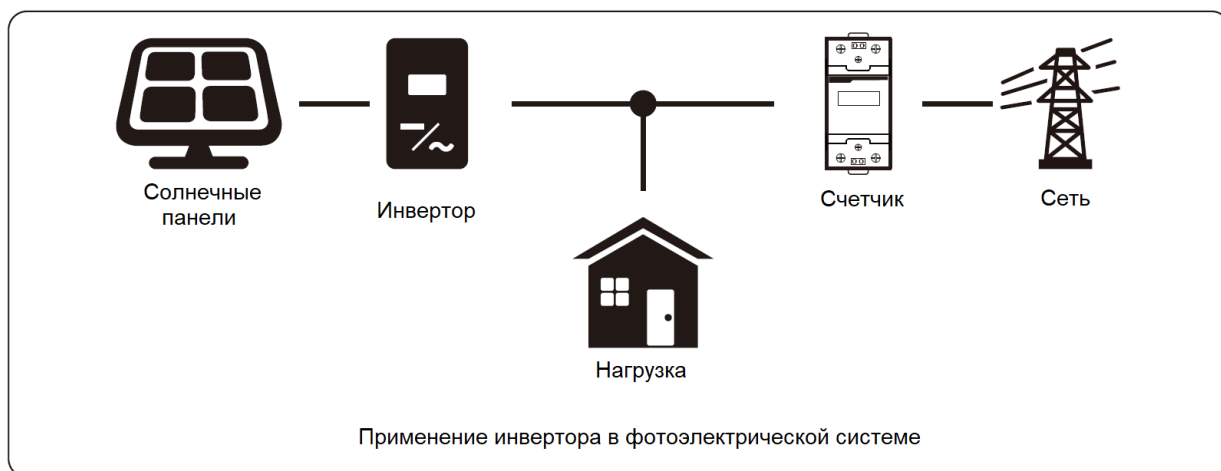 Солнечные
панели
Инвертор
Счетчик
Сеть
Нагрузка
Применение инвертора в фотоэлектрической системе